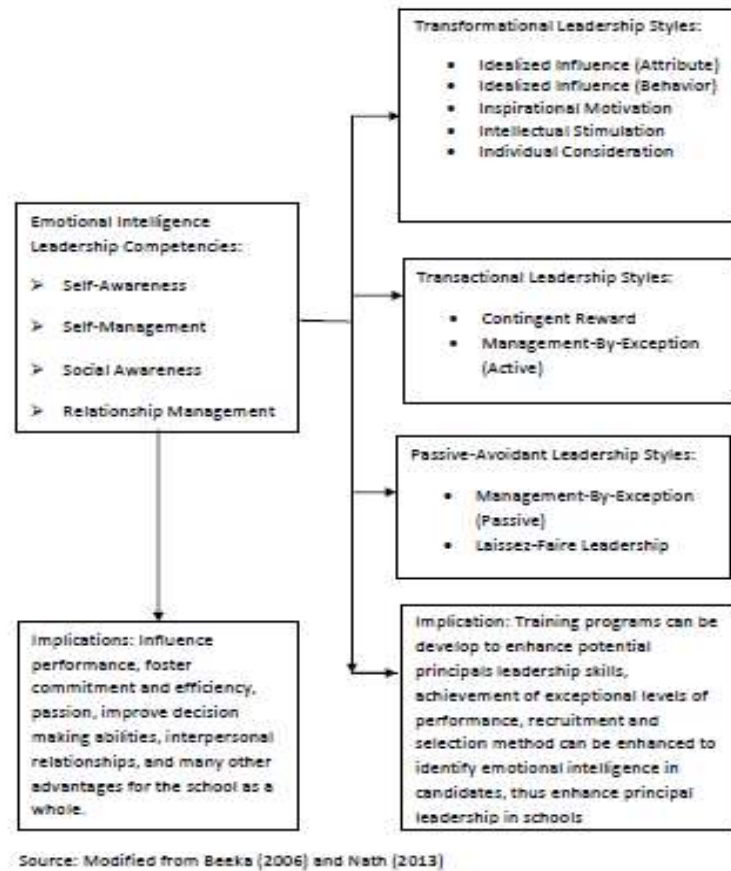 Transformational Leadership Styles:
• Idealized Influence (Attribute)
• Idealized Influence (Behavior)
• Inspirational Motivation
• Intellectual Stimulation
• Individual Consideration
Emotional Intelligence
Leadership Competencies:
➢ Self-Awareness
➢ Self-Management
➢ Social Awareness
➢ Relationship Management
Transactional Leadership Styles:
• Contingent Reward
• Management-By-Exception
(Active)
Passive-Avoidant Leadership Styles:
• Management-By-Exception
(Passive)
• Laissez-Faire Leadership
Implications: Influence
performance, foster
commitment and efficiency,
passion, improve decision
making abilities, interpersonal
relationships, and many other
advantages for the school as a
whole.
Implication: Training programs can be
develop to enhance potential
principals leadership skills,
achievement of exceptional levels of
performance, recruitment and
selection method can be enhanced to
identify emotional intelligence in
candidates, thus enhance principal
leadership in schools
Source: Modified from Beeka (2006) and Nath (2013)